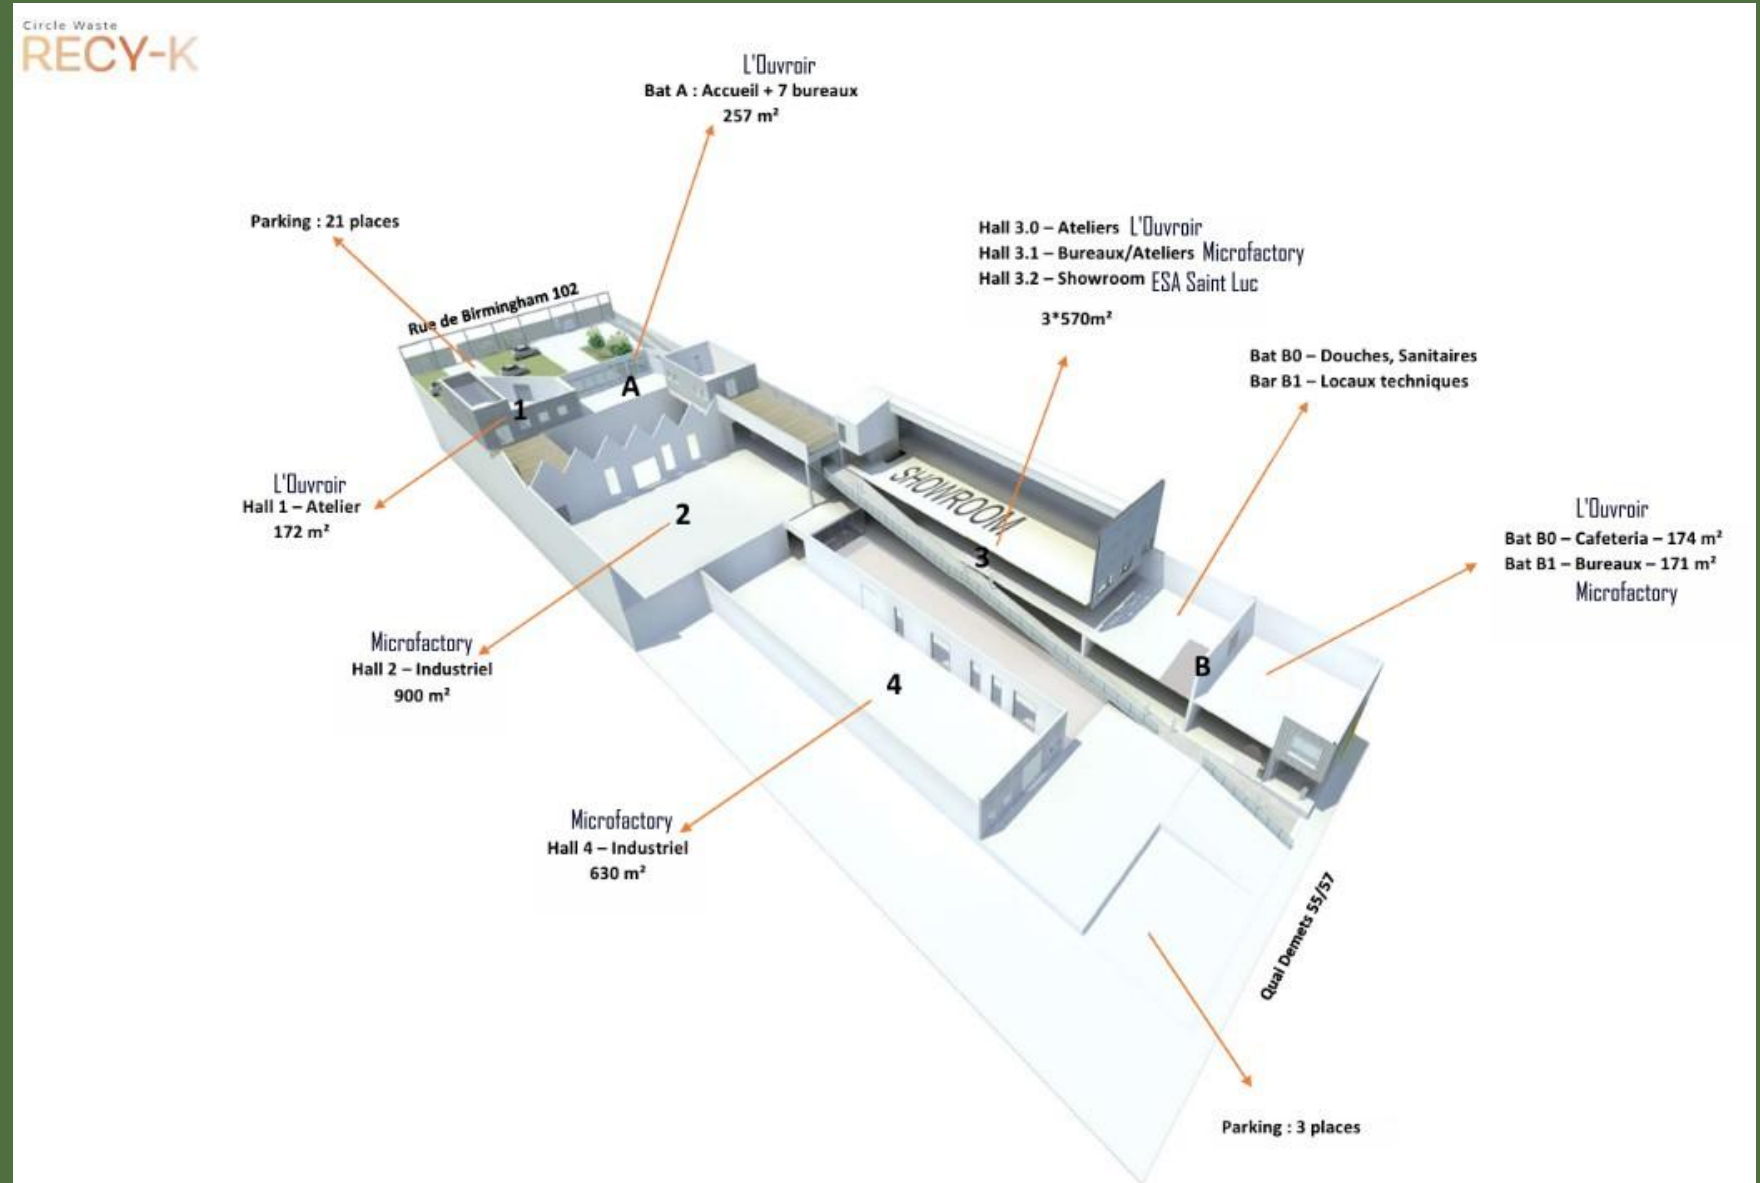 Circle Waste
RECY-K
L'Ouvroir
Bat A : Accueil + 7 bureaux
257 m²
Parking : 21 places
Hall 3.0 – Ateliers L'Ouvroir
Hall 3.1 – Bureaux/Ateliers Microfactory
Hall 3.2 – Showroom ESA Saint Luc
3*570m²
Rue de Birmingham 102
Bat B0 – Douches, Sanitaires
Bar B1 – Locaux techniques
A
1
L'Ouvroir
Hall 1 – Atelier
172 m²
SHOWROOM
2
3
L'Ouvroir
Bat B0 – Cafeteria – 174 m²
Bat B1 – Bureaux – 171 m²
Microfactory
Microfactory
Hall 2 – Industriel
900 m²
B
4
Microfactory
Hall 4 – Industriel
630 m²
Quai Demets 55/57
Parking : 3 places